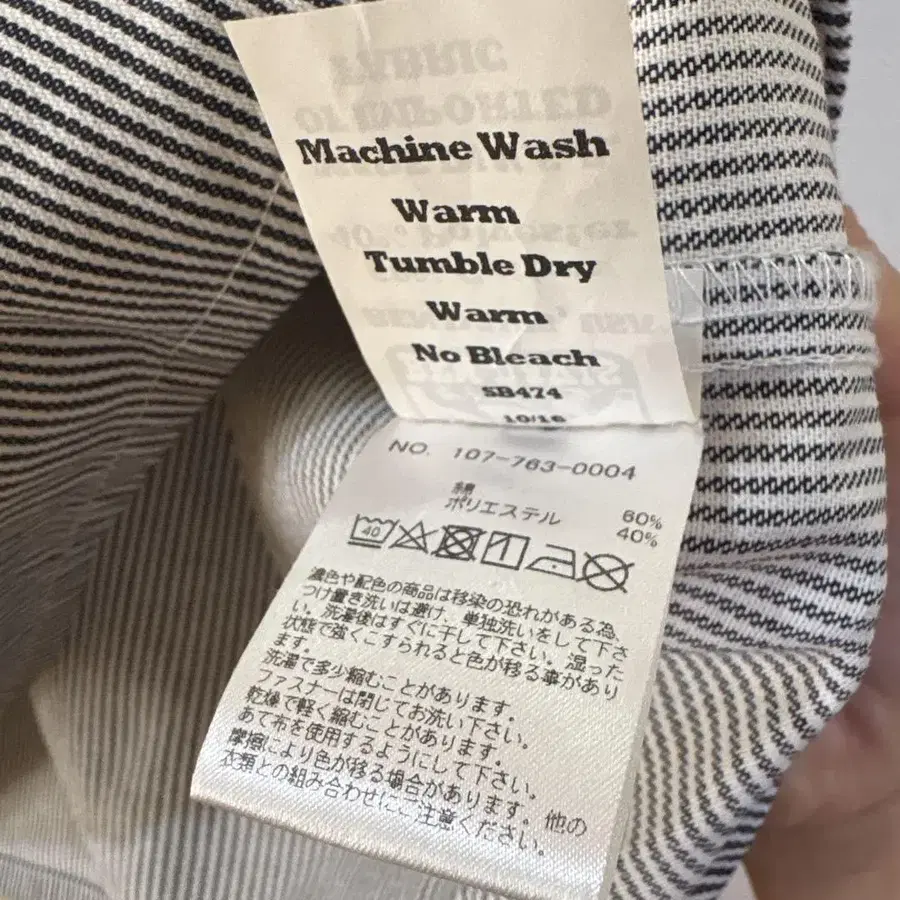 Machine Wash
Warm
Tumble Dry
Warm
No Bleach
SB474
10/16
NO. 107-763-0004
綿 60%
ポリエステル 40%
40
濃色や配色の商品は移染の恐れがある為、
つけ置き洗いは避け、単独洗いをして下さ
い。洗濯後はすぐに干して下さい。湿った
状態で強くこすられると色が移る事があり
ます。
洗濯で多少縮むことがあります。
ファスナーは閉じてお洗い下さい。
乾燥で軽く縮むことがあります。
あて布を使用するようにして下さい。
摩擦により色が移る場合があります。他の
衣類との組み合わせにご注意ください。